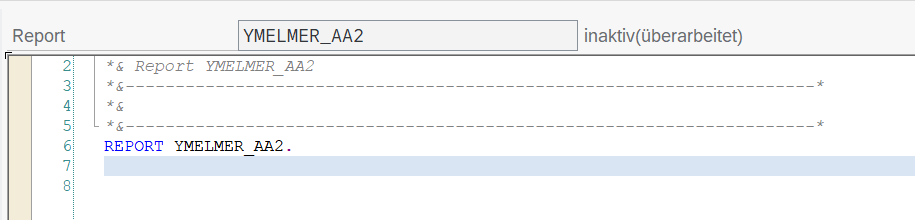 Report YMELMER_AA2 inaktiv(überarbeitet)
2 *& Report YMELMER_AA2
3 *&---------------------------------------------------------------------*
4 *&
5 *&---------------------------------------------------------------------*
6 REPORT YMELMER_AA2.
7
8